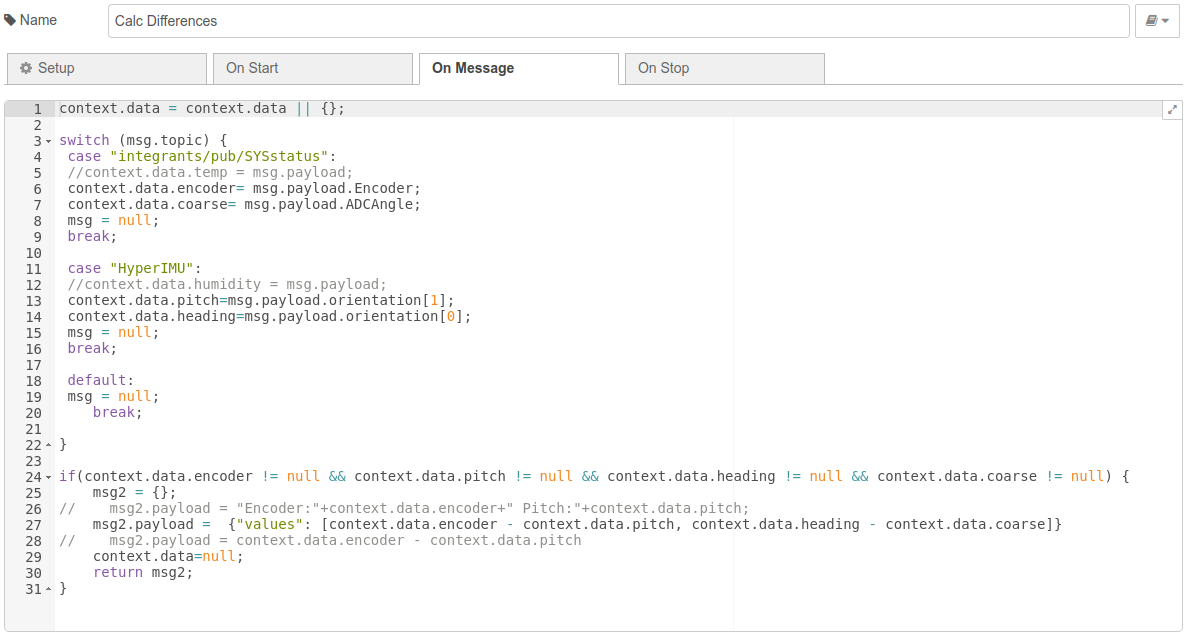 Name
Calc Differences
Setup
On Start
On Message
On Stop
1 context.data = context.data || {};
2
3 switch (msg.topic) {
4  case "integrants/pub/SYSstatus":
5  //context.data.temp = msg.payload;
6  context.data.encoder= msg.payload.Encoder;
7  context.data.coarse= msg.payload.ADCAngle;
8  msg = null;
9  break;
10
11  case "HyperIMU":
12  //context.data.humidity = msg.payload;
13  context.data.pitch=msg.payload.orientation[1];
14  context.data.heading=msg.payload.orientation[0];
15  msg = null;
16  break;
17
18  default:
19  msg = null;
20     break;
21
22 }
23
24 if(context.data.encoder != null && context.data.pitch != null && context.data.heading != null && context.data.coarse != null) {
25     msg2 = {};
26 //    msg2.payload = "Encoder:"+context.data.encoder+" Pitch:"+context.data.pitch;
27     msg2.payload =  {"values": [context.data.encoder - context.data.pitch, context.data.heading - context.data.coarse]}
28 //    msg2.payload = context.data.encoder - context.data.pitch
29     context.data=null;
30     return msg2;
31 }